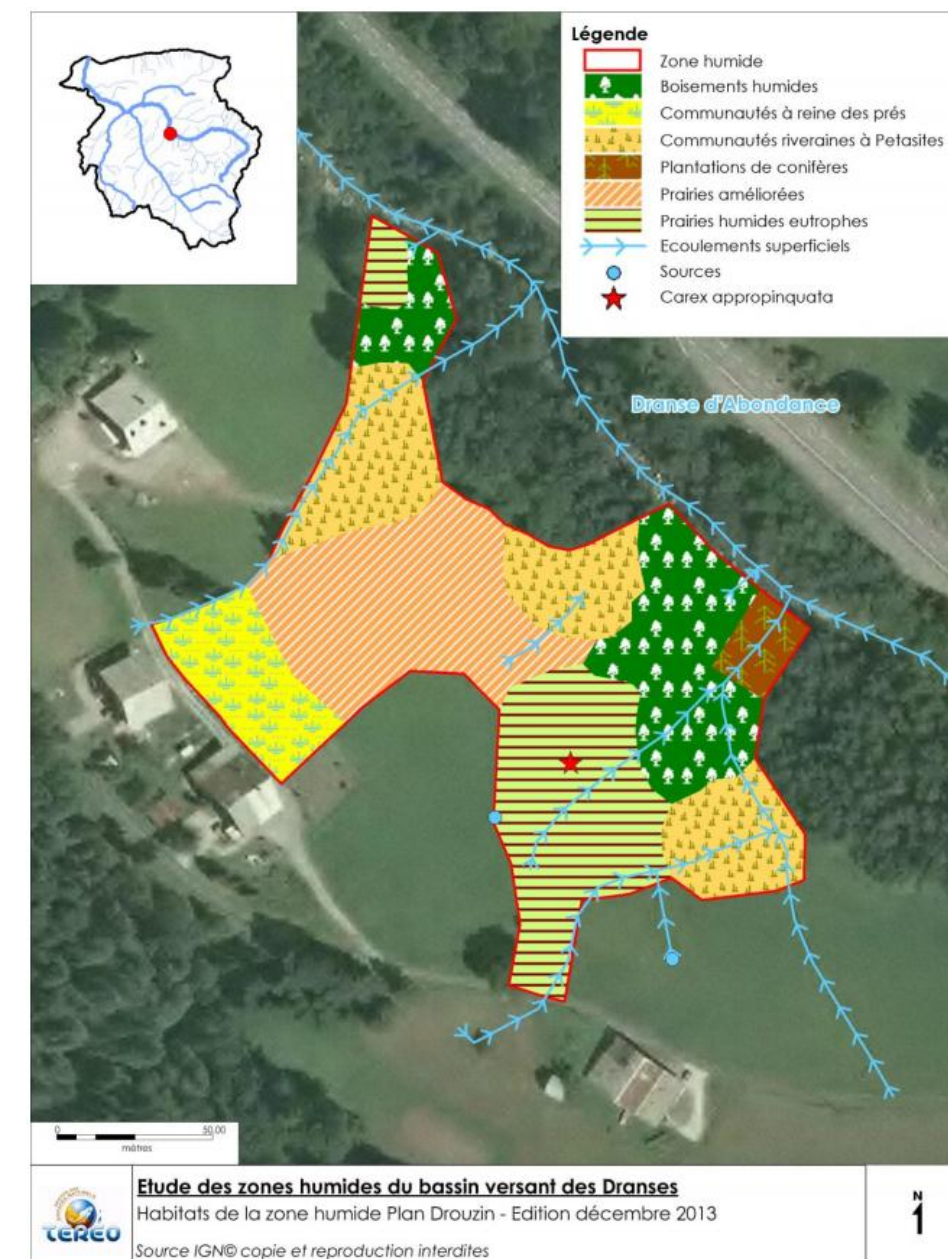 Légende
Zone humide
Boisements humides
Communautés à reine des prés
Communautés riveraines à Petasites
Plantations de conifères
Prairies améliorées
Prairies humides eutrophes
Ecoulements superficiels
Sources
Carex appropinquata
Dranse d'Abondance
0 50,00
mètres
TEREO
Etude des zones humides du bassin versant des Dranses
Habitats de la zone humide Plan Drouzin - Edition décembre 2013
Source IGN© copie et reproduction interdites
N